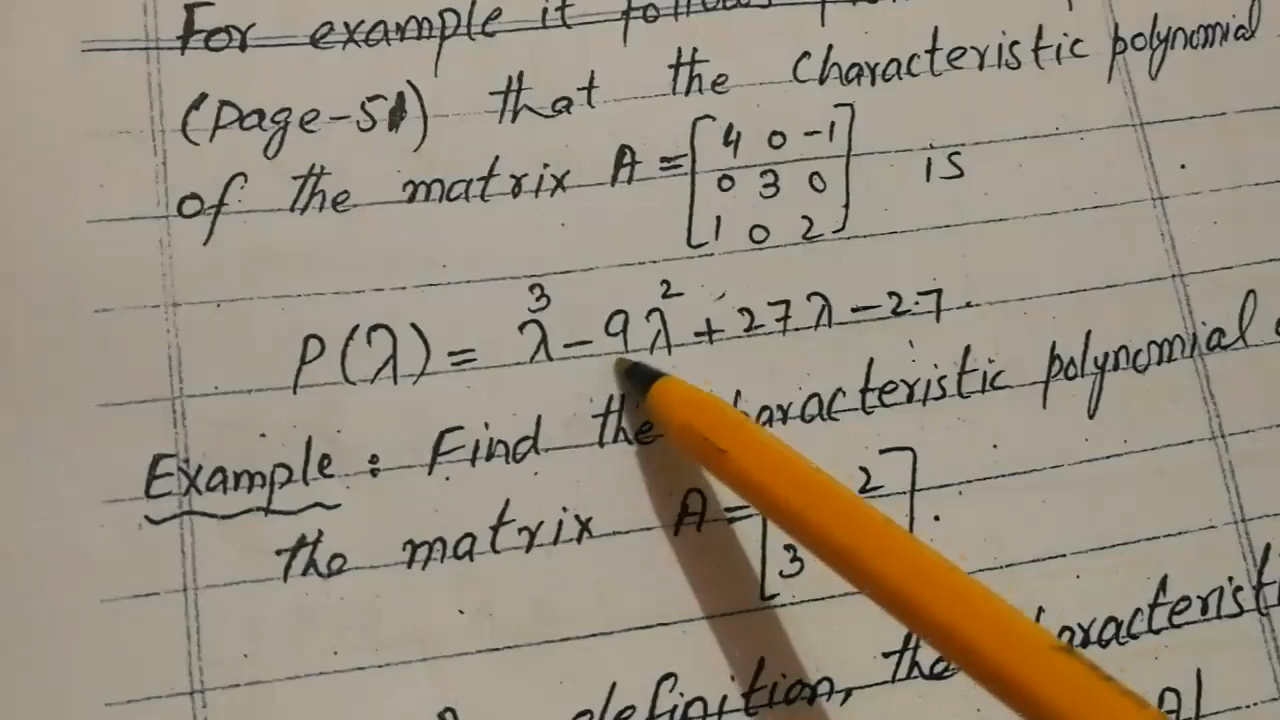 For example it follows
(page-51) that the characteristic polynomial
of the matrix A = [4 0 -1
0 3 0
1 0 2] is
P(λ) = λ³ - 9λ² + 27λ - 27.
Example : Find the characteristic polynomial
the matrix A = [ 2
3 ].
definition, the characteristi
A|